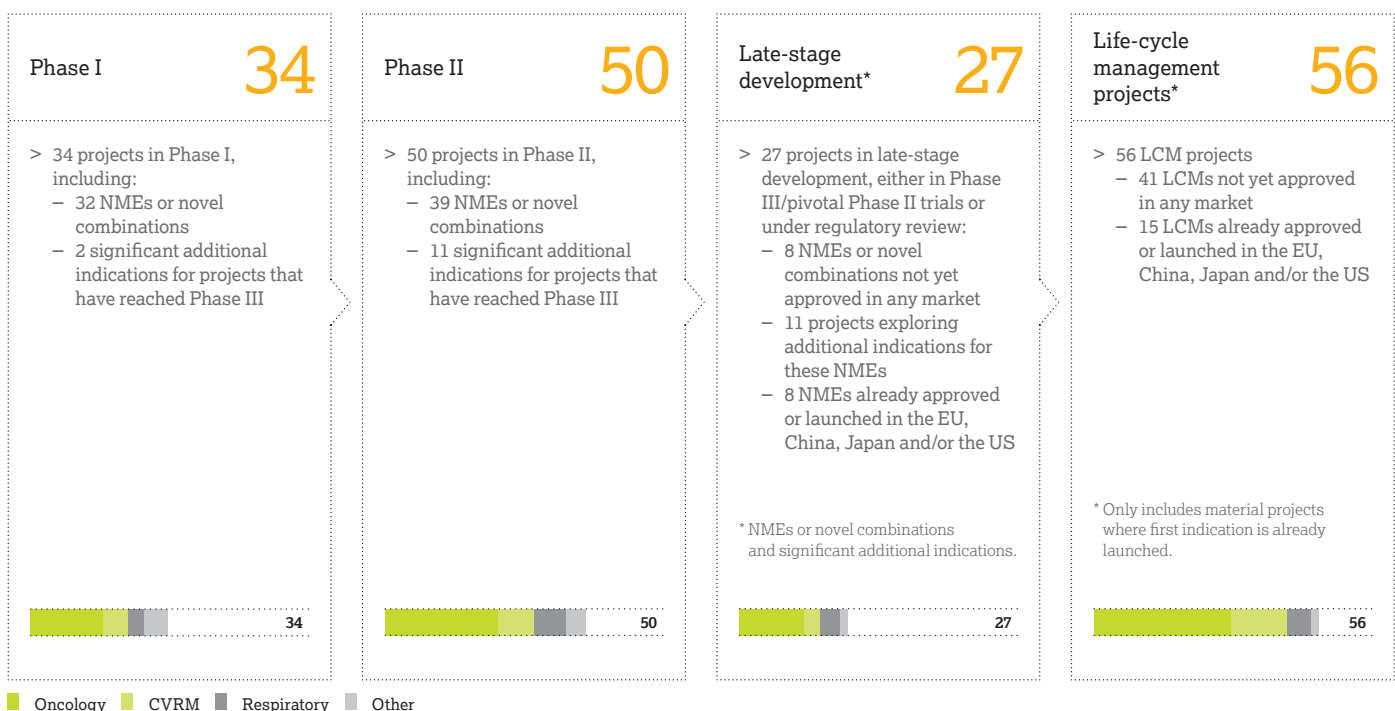 Phase I
34
> 34 projects in Phase I,
including:
– 32 NMEs or novel
combinations
– 2 significant additional
indications for projects that
have reached Phase III
34
Phase II
50
> 50 projects in Phase II,
including:
– 39 NMEs or novel
combinations
– 11 significant additional
indications for projects that
have reached Phase III
50
Late-stage
development*
27
> 27 projects in late-stage
development, either in Phase
III/pivotal Phase II trials or
under regulatory review:
– 8 NMEs or novel
combinations not yet
approved in any market
– 11 projects exploring
additional indications for
these NMEs
– 8 NMEs already approved
or launched in the EU,
China, Japan and/or the US
* NMEs or novel combinations
and significant additional indications.
27
Life-cycle
management
projects*
56
> 56 LCM projects
– 41 LCMs not yet approved
in any market
– 15 LCMs already approved
or launched in the EU,
China, Japan and/or the US
* Only includes material projects
where first indication is already
launched.
56
Oncology CVRM Respiratory Other